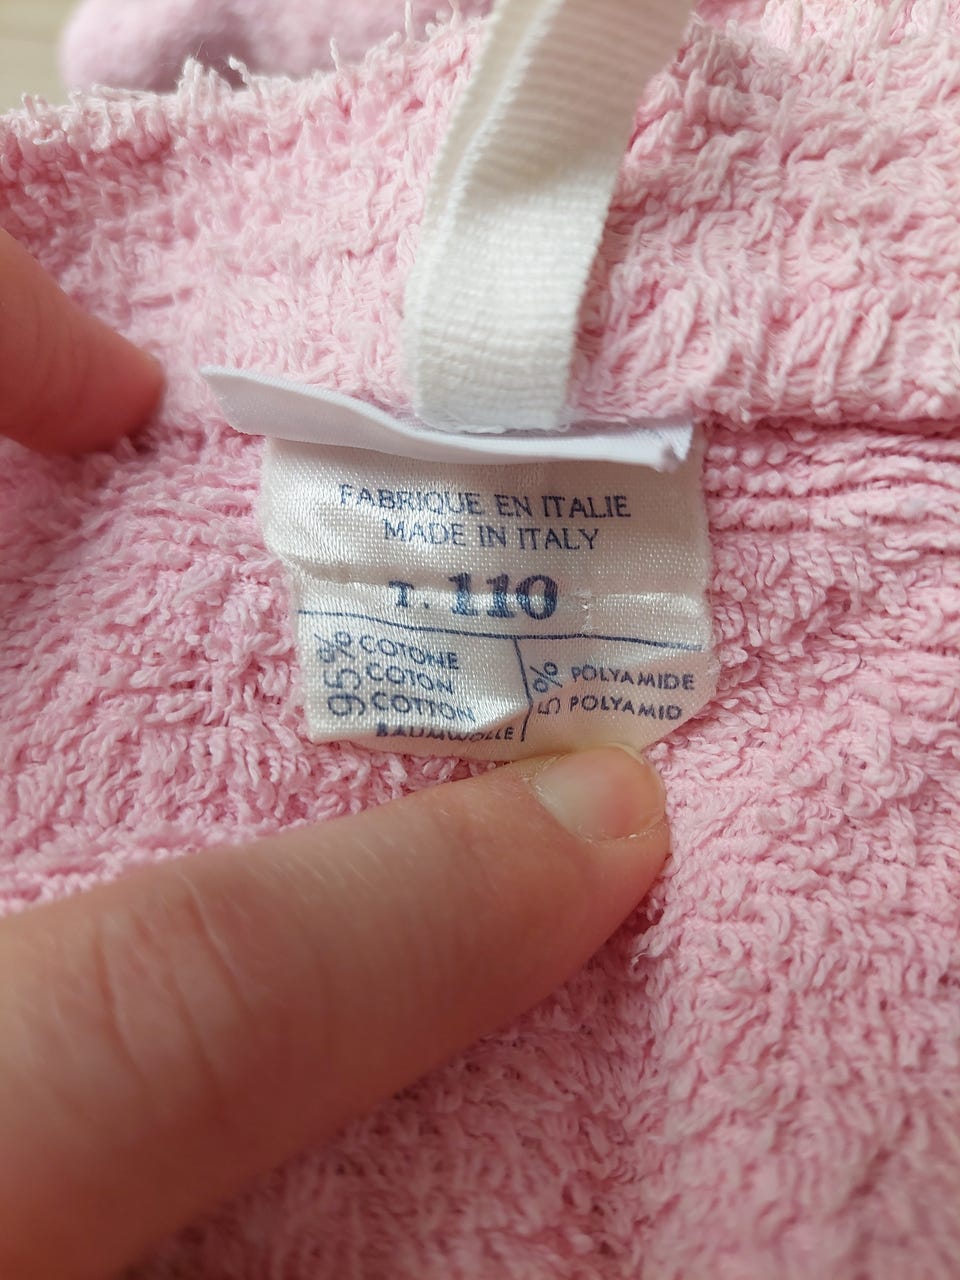 FABRIQUE EN ITALIE
MADE IN ITALY
T. 110
95%
COTONE
COTON
COTTON
BAUMWOLLE
5%
POLYAMIDE
POLYAMID